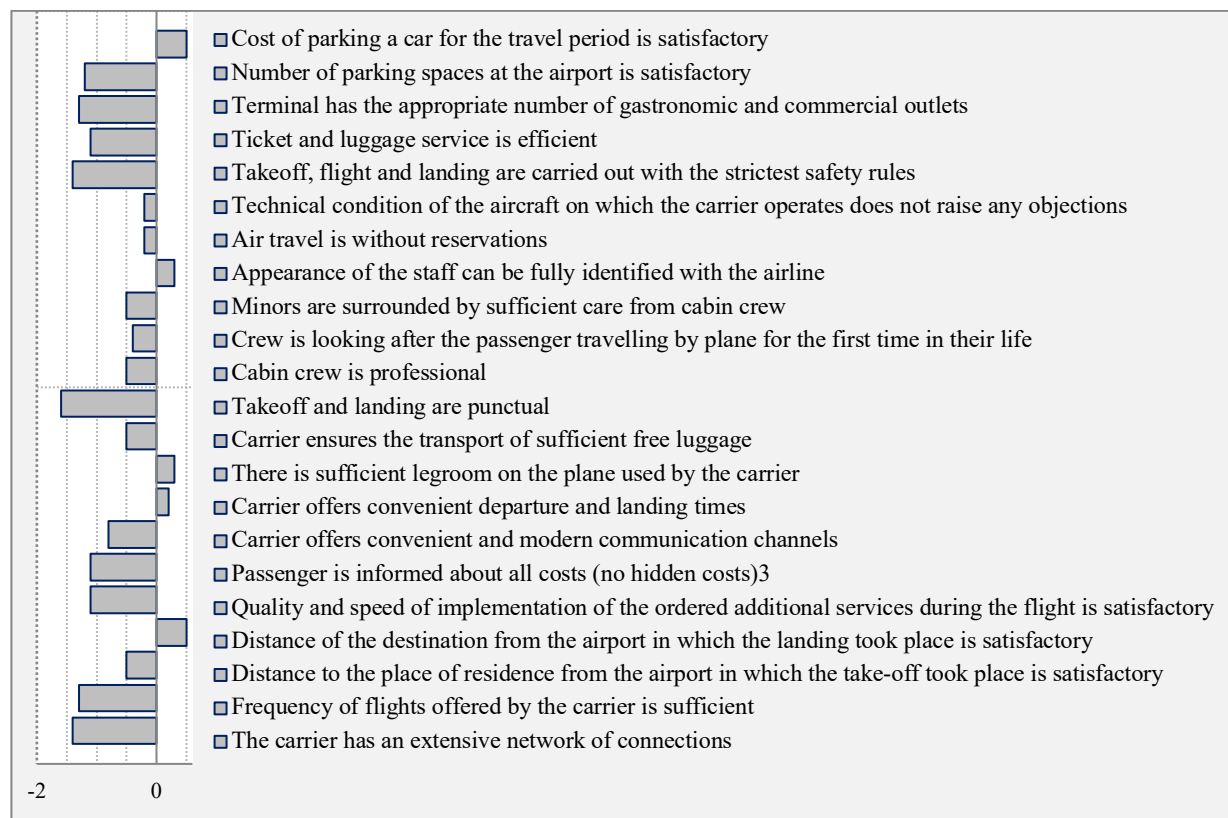 Cost of parking a car for the travel period is satisfactory
Number of parking spaces at the airport is satisfactory
Terminal has the appropriate number of gastronomic and commercial outlets
Ticket and luggage service is efficient
Takeoff, flight and landing are carried out with the strictest safety rules
Technical condition of the aircraft on which the carrier operates does not raise any objections
Air travel is without reservations
Appearance of the staff can be fully identified with the airline
Minors are surrounded by sufficient care from cabin crew
Crew is looking after the passenger travelling by plane for the first time in their life
Cabin crew is professional
Takeoff and landing are punctual
Carrier ensures the transport of sufficient free luggage
There is sufficient legroom on the plane used by the carrier
Carrier offers convenient departure and landing times
Carrier offers convenient and modern communication channels
Passenger is informed about all costs (no hidden costs)3
Quality and speed of implementation of the ordered additional services during the flight is satisfactory
Distance of the destination from the airport in which the landing took place is satisfactory
Distance to the place of residence from the airport in which the take-off took place is satisfactory
Frequency of flights offered by the carrier is sufficient
The carrier has an extensive network of connections
-2 0